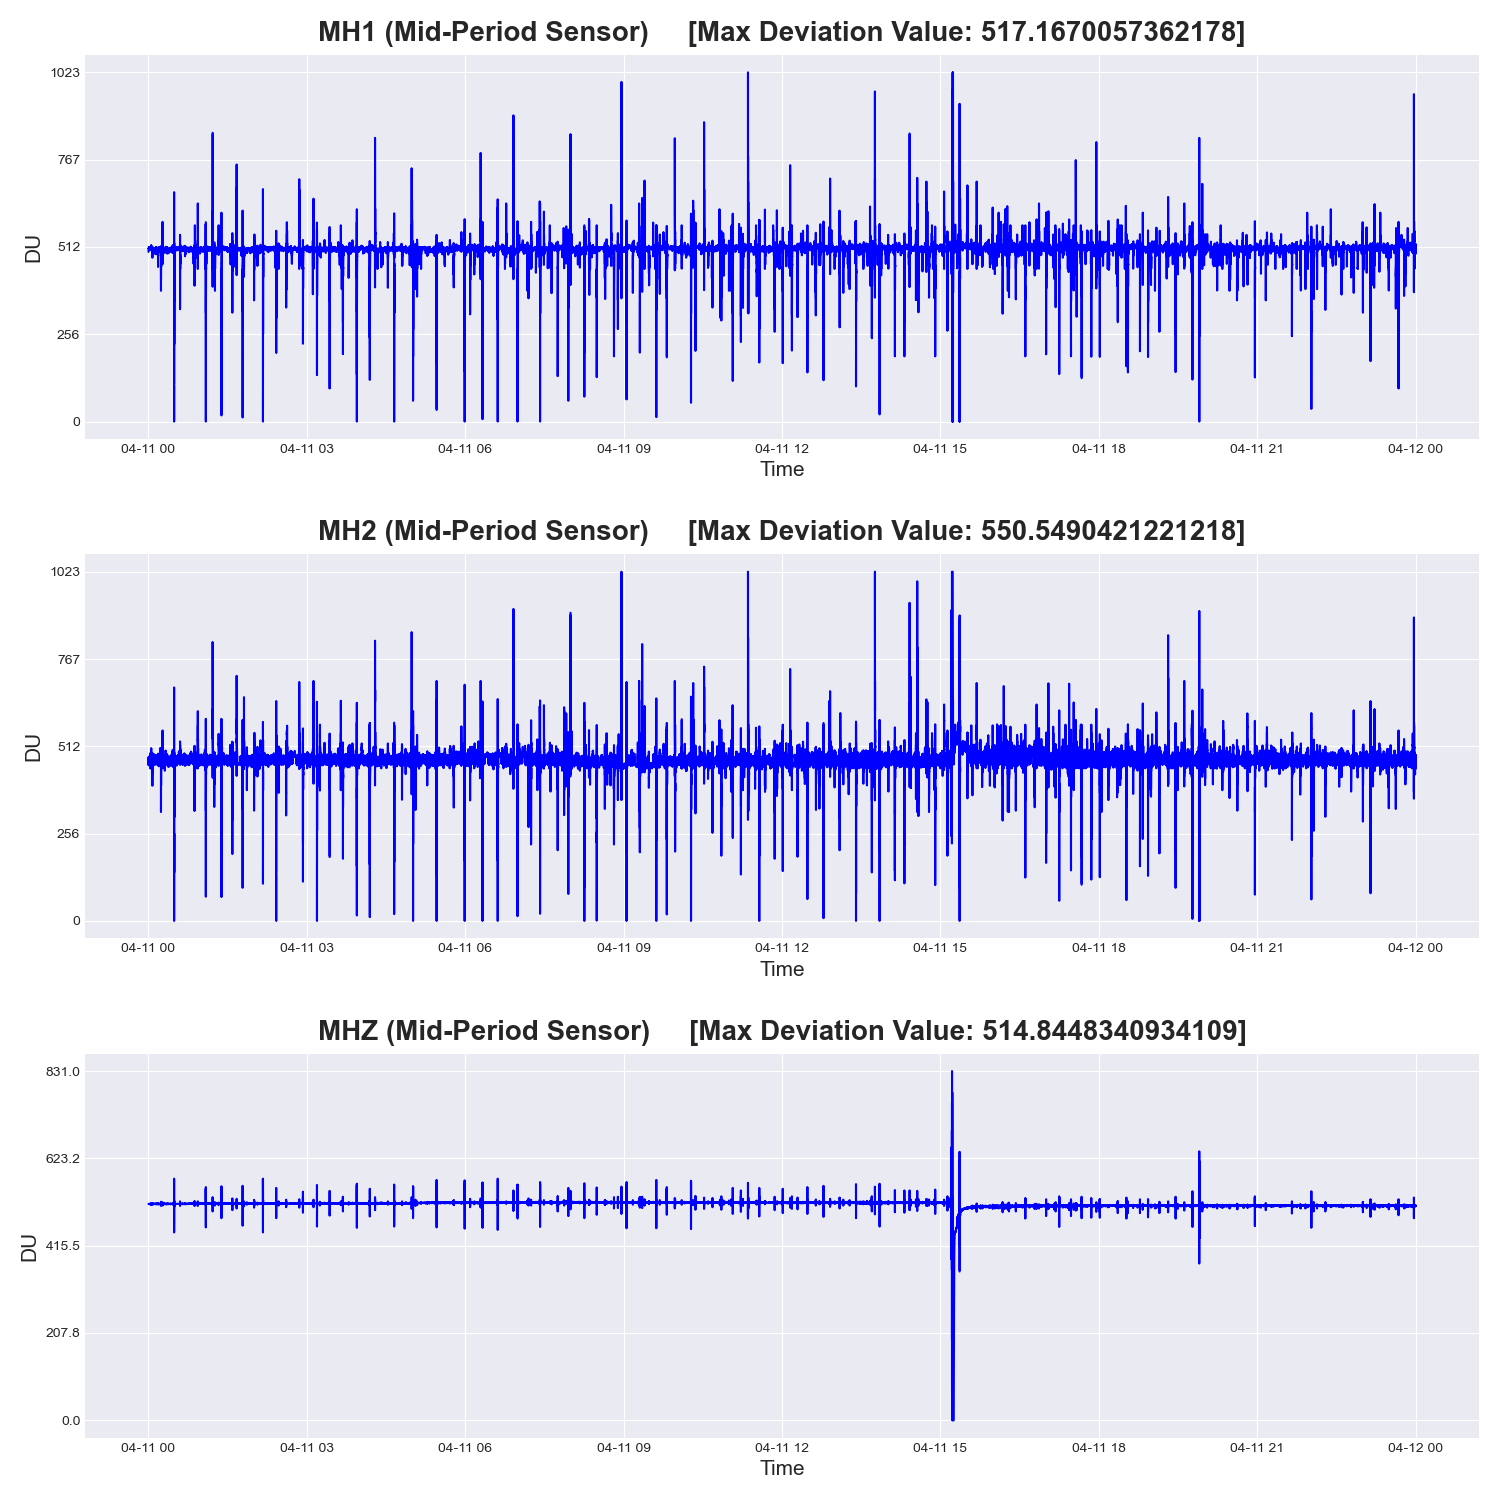 MH1 (Mid-Period Sensor) [Max Deviation Value: 517.1670057362178]
1023
767
512
256
0
DU
04-11 00 04-11 03 04-11 06 04-11 09 04-11 12 04-11 15 04-11 18 04-11 21 04-12 00
Time
MH2 (Mid-Period Sensor) [Max Deviation Value: 550.5490421221218]
1023
767
512
256
0
DU
04-11 00 04-11 03 04-11 06 04-11 09 04-11 12 04-11 15 04-11 18 04-11 21 04-12 00
Time
MHZ (Mid-Period Sensor) [Max Deviation Value: 514.8448340934109]
831.0
623.2
415.5
207.8
0.0
DU
04-11 00 04-11 03 04-11 06 04-11 09 04-11 12 04-11 15 04-11 18 04-11 21 04-12 00
Time